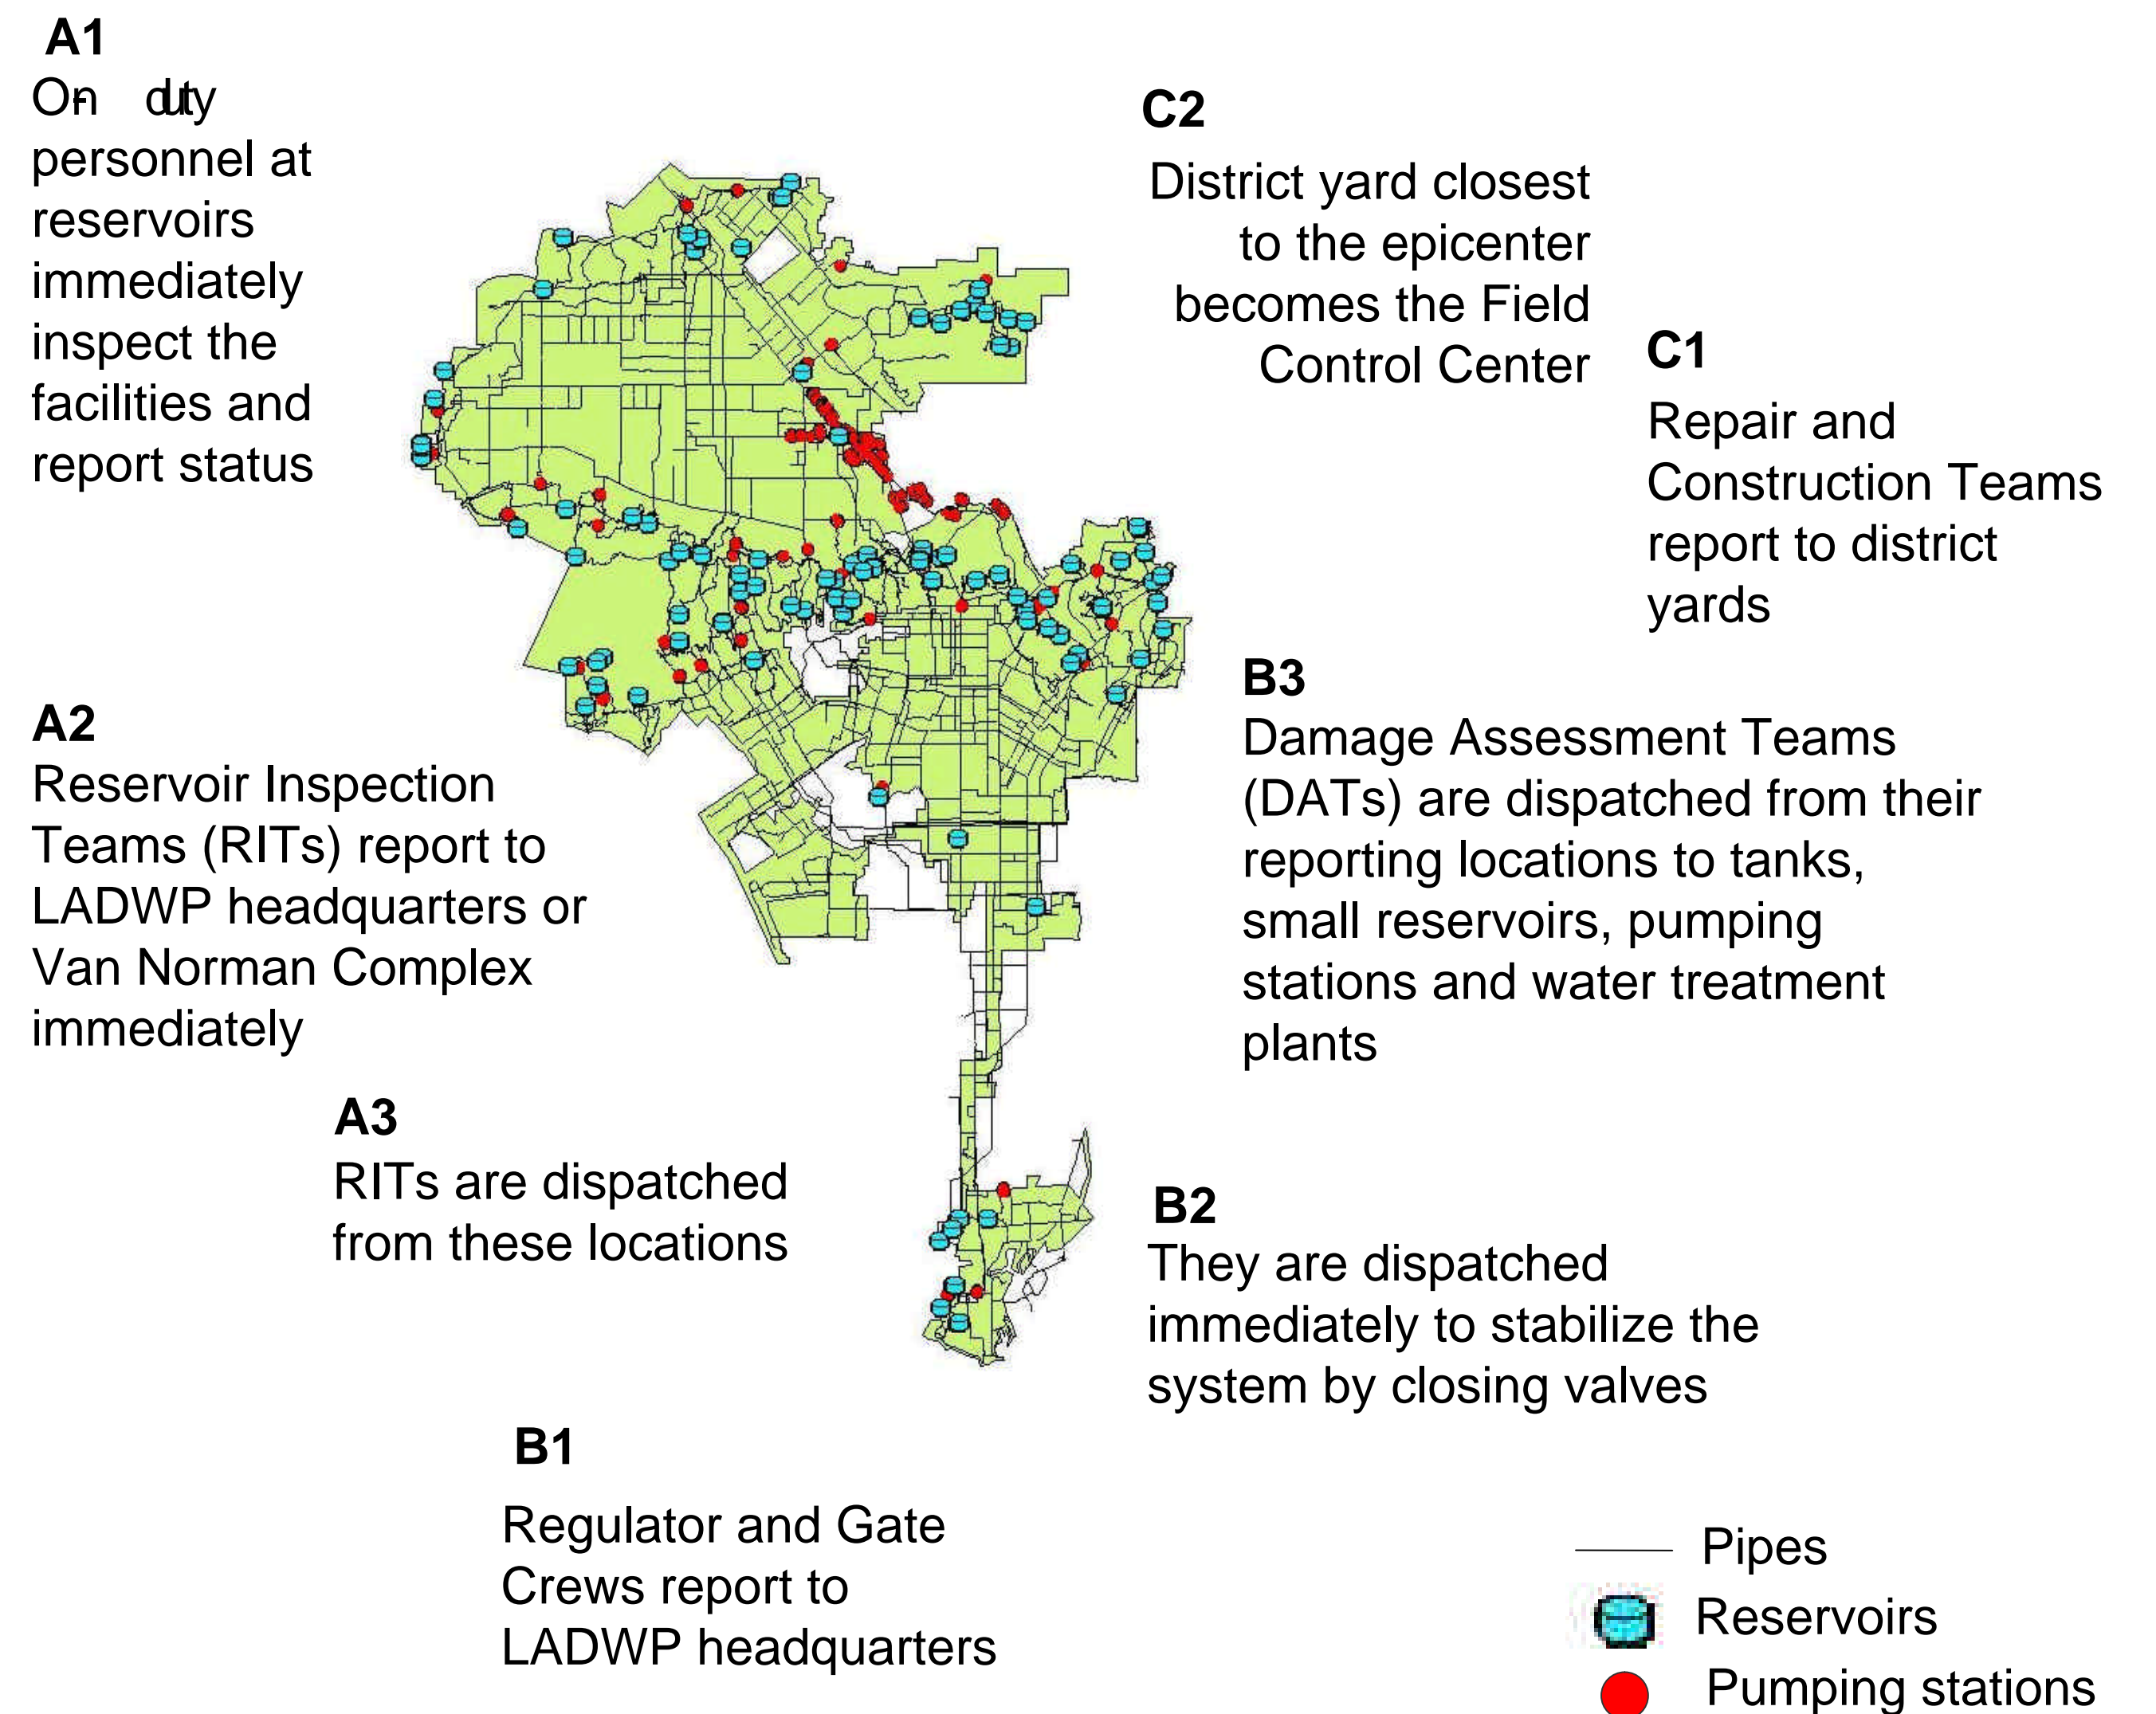 A1
On duty
personnel at
reservoirs
immediately
inspect the
facilities and
report status
A2
Reservoir Inspection
Teams (RITs) report to
LADWP headquarters or
Van Norman Complex
immediately
A3
RITs are dispatched
from these locations
B1
Regulator and Gate
Crews report to
LADWP headquarters
B2
They are dispatched
immediately to stabilize the
system by closing valves
B3
Damage Assessment Teams
(DATs) are dispatched from their
reporting locations to tanks,
small reservoirs, pumping
stations and water treatment
plants
C1
Repair and
Construction Teams
report to district
yards
C2
District yard closest
to the epicenter
becomes the Field
Control Center
Pipes
Reservoirs
Pumping stations